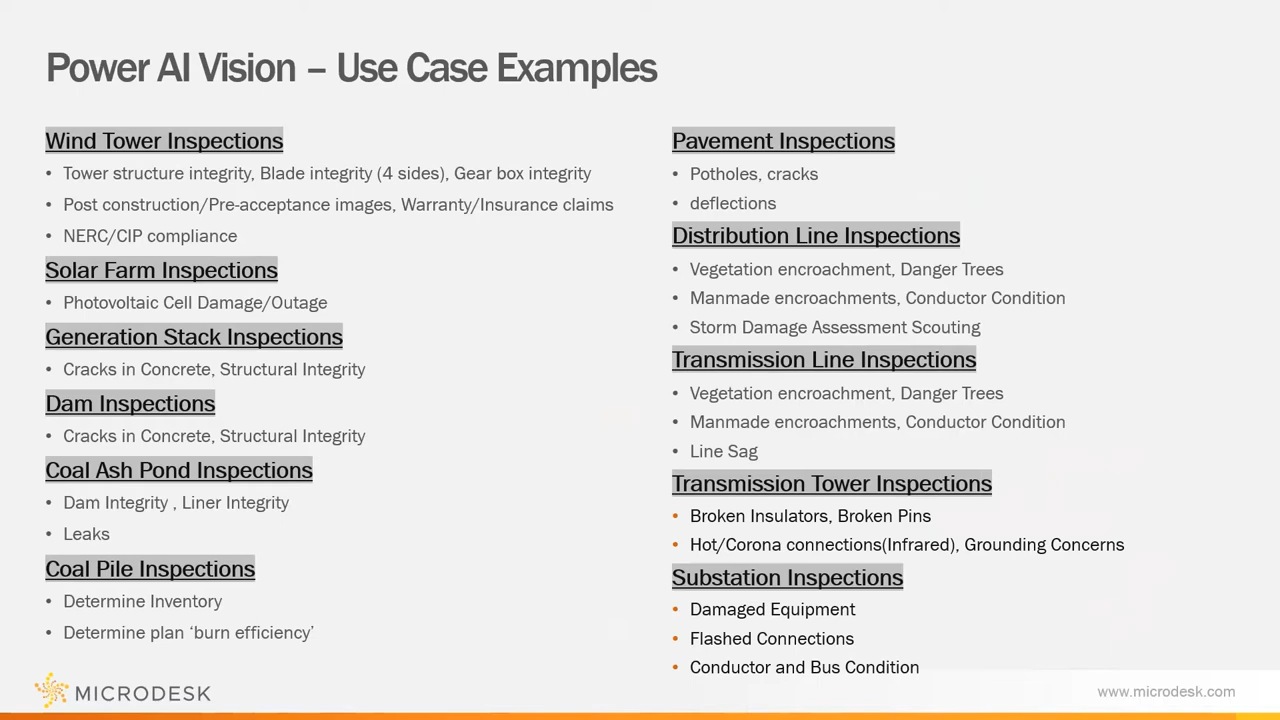 Power AI Vision – Use Case Examples
Wind Tower Inspections
• Tower structure integrity, Blade integrity (4 sides), Gear box integrity
• Post construction/Pre-acceptance images, Warranty/Insurance claims
• NERC/CIP compliance
Solar Farm Inspections
• Photovoltaic Cell Damage/Outage
Generation Stack Inspections
• Cracks in Concrete, Structural Integrity
Dam Inspections
• Cracks in Concrete, Structural Integrity
Coal Ash Pond Inspections
• Dam Integrity , Liner Integrity
• Leaks
Coal Pile Inspections
• Determine Inventory
• Determine plan ‘burn efficiency’
Pavement Inspections
• Potholes, cracks
• deflections
Distribution Line Inspections
• Vegetation encroachment, Danger Trees
• Manmade encroachments, Conductor Condition
• Storm Damage Assessment Scouting
Transmission Line Inspections
• Vegetation encroachment, Danger Trees
• Manmade encroachments, Conductor Condition
• Line Sag
Transmission Tower Inspections
• Broken Insulators, Broken Pins
• Hot/Corona connections(Infrared), Grounding Concerns
Substation Inspections
• Damaged Equipment
• Flashed Connections
• Conductor and Bus Condition
MICRODESK
www.microdesk.com